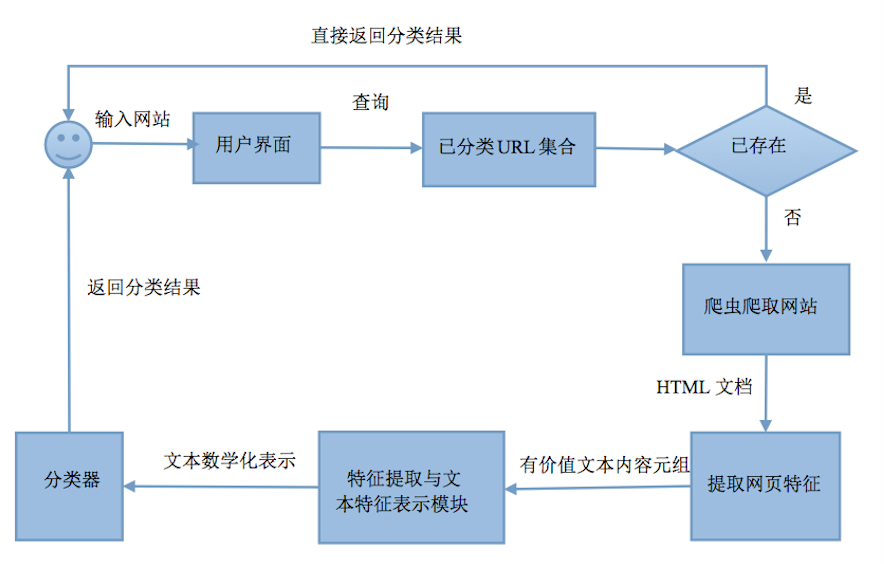 直接返回分类结果
是
查询
输入网站
用户界面
已分类 URL 集合
已存在
否
返回分类结果
爬虫爬取网站
HTML 文档
文本数学化表示
有价值文本内容元组
分类器
特征提取与文
本特征表示模块
提取网页特征